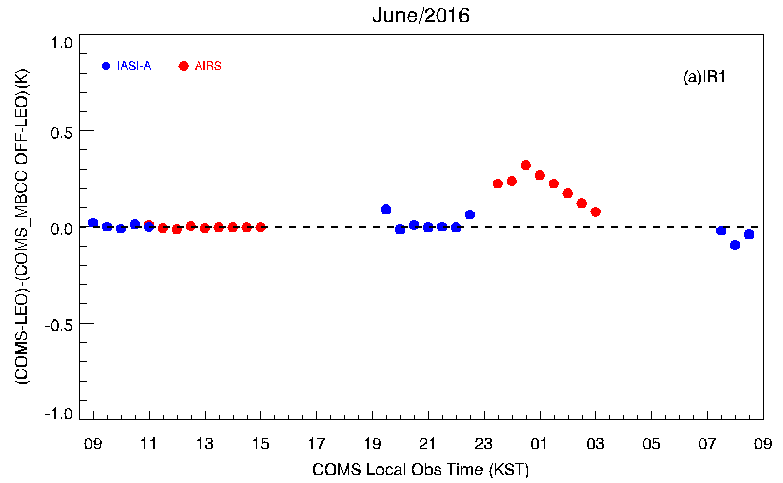 June/2016
IASI-A
AIRS
(a)IR1
(COMS-LEO)-(COMS_MBCC OFF-LEO)(K)
1.0
0.5
0.0
-0.5
-1.0
09 11 13 15 17 19 21 23 01 03 05 07 09
COMS Local Obs Time (KST)